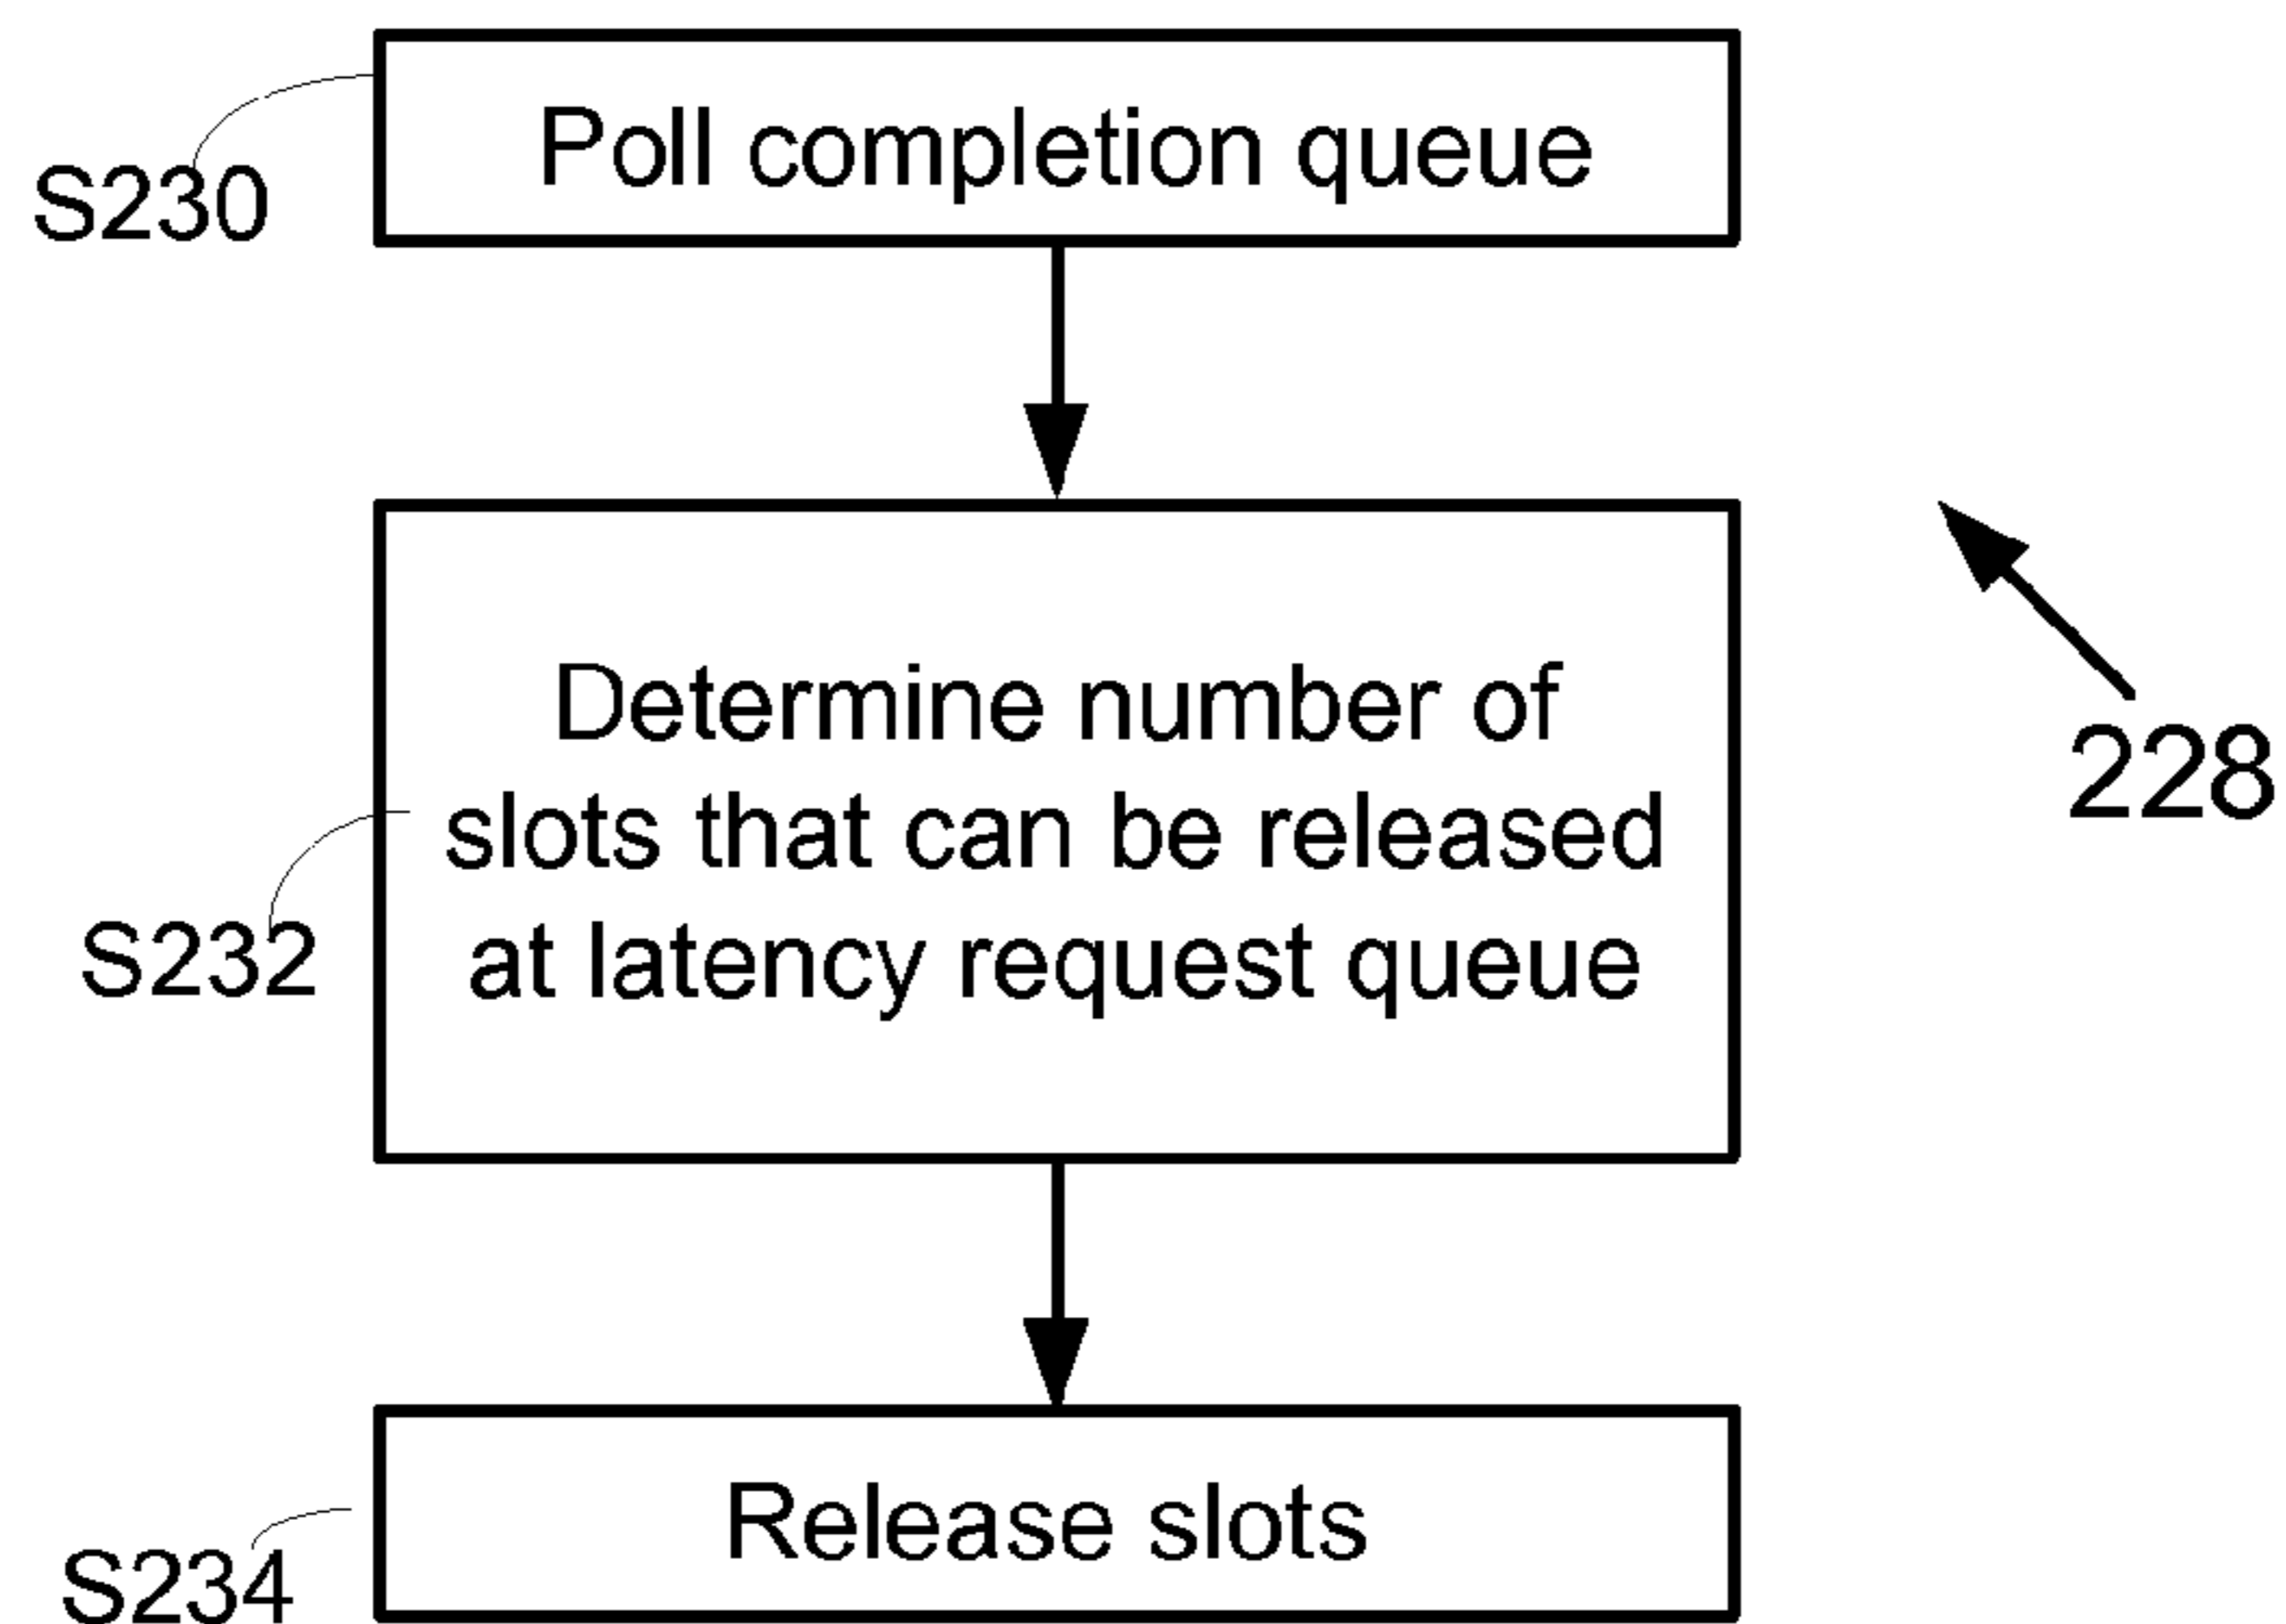 Poll completion queue
S230
Determine number of
slots that can be released
at latency request queue
S232
228
Release slots
S234